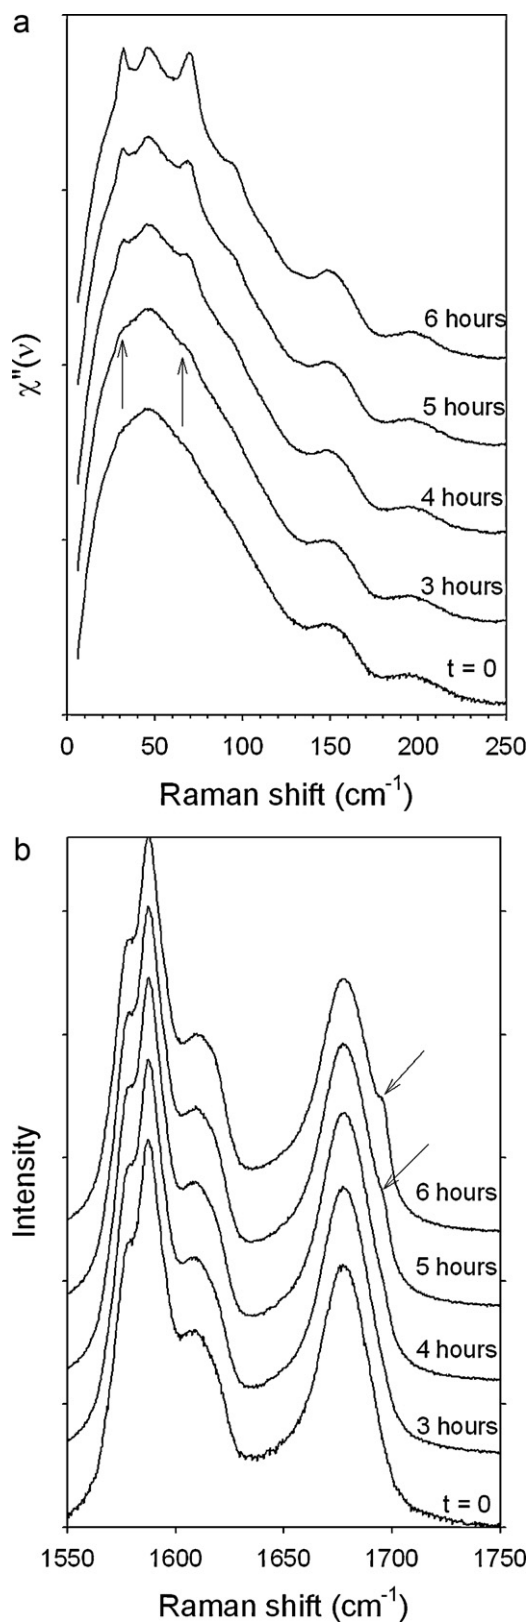 a
χ"(ν)
6 hours
5 hours
4 hours
3 hours
t = 0
0 50 100 150 200 250
Raman shift (cm⁻¹)
b
Intensity
6 hours
5 hours
4 hours
3 hours
t = 0
1550 1600 1650 1700 1750
Raman shift (cm⁻¹)